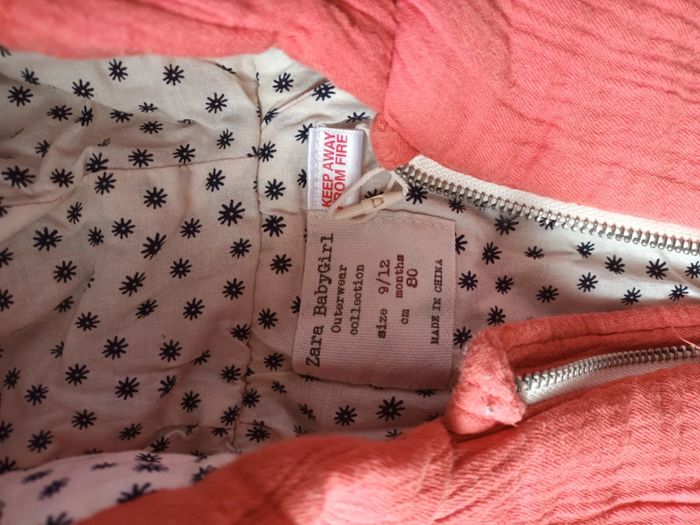 KEEP AWAY
FROM FIRE
Zara BabyGirl
Outerwear
collection
size 9/12
months
cm 80
MADE IN CHINA